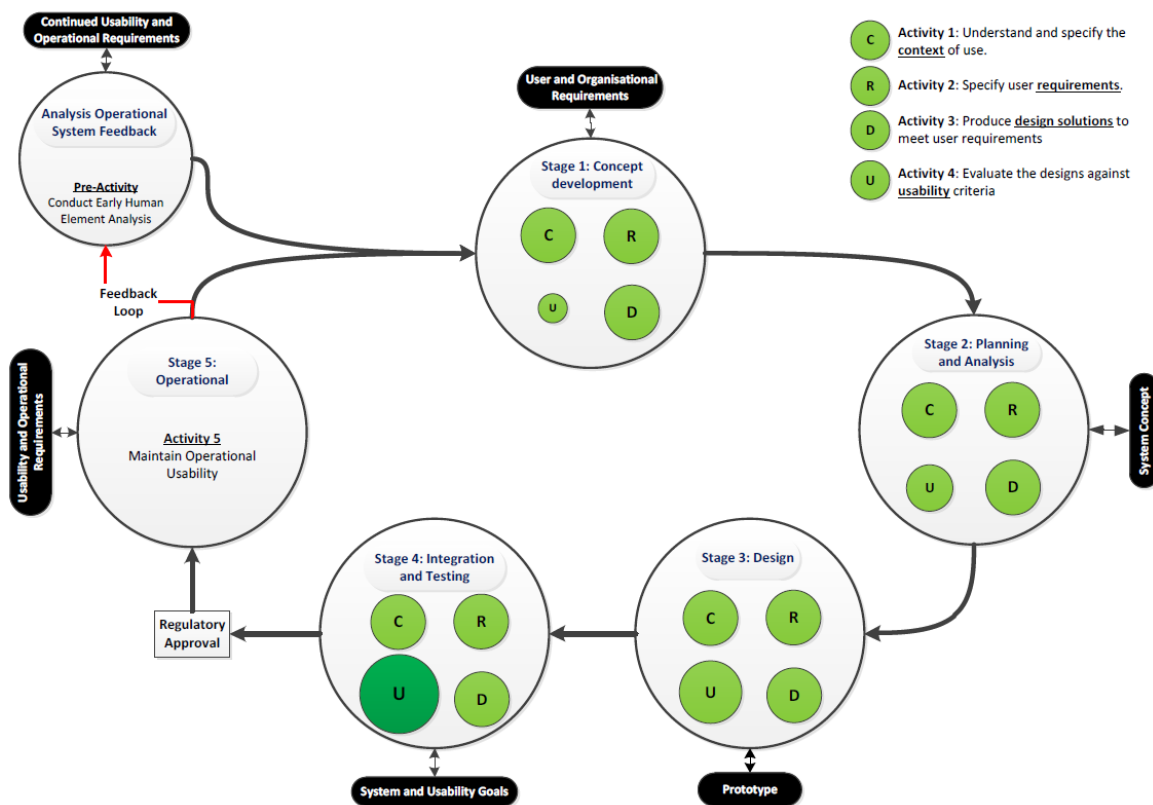 Continued Usability and
Operational Requirements
Analysis Operational
System Feedback
Pre-Activity
Conduct Early Human
Element Analysis
Feedback
Loop
User and Organisational
Requirements
Stage 1: Concept
development
C
R
U
D
C
Activity 1: Understand and specify the
context of use.
R
Activity 2: Specify user requirements.
D
Activity 3: Produce design solutions to
meet user requirements
U
Activity 4: Evaluate the designs against
usability criteria
Stage 2: Planning
and Analysis
C
R
U
D
System Concept
Stage 3: Design
C
R
U
D
Prototype
Stage 4: Integration
and Testing
C
R
U
D
System and Usability Goals
Regulatory
Approval
Stage 5:
Operational
Activity 5
Maintain Operational
Usability
Usability and Operational
Requirements